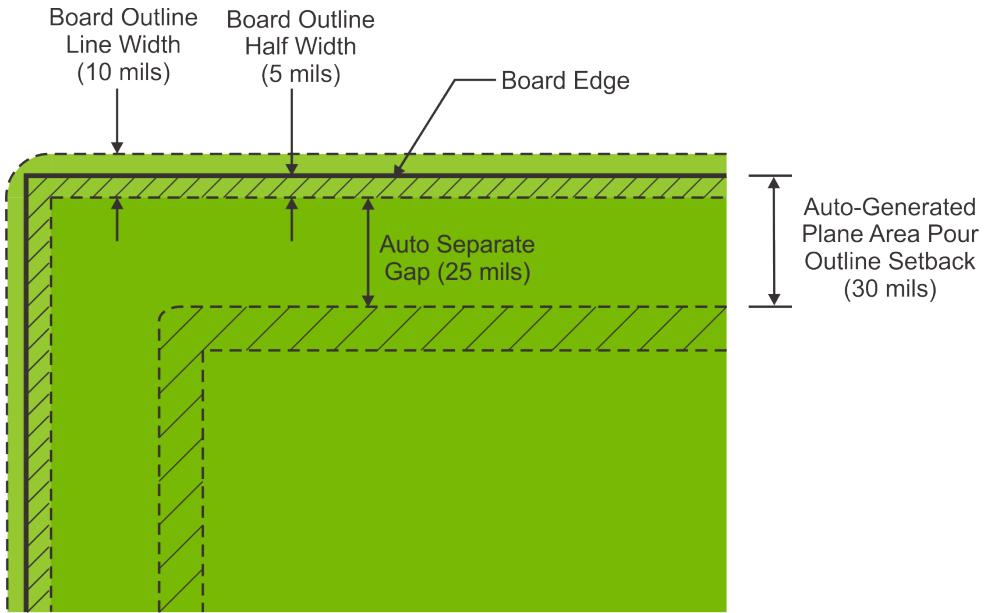 Board Outline
Line Width
(10 mils)
Board Outline
Half Width
(5 mils)
Board Edge
Auto Separate
Gap (25 mils)
Auto-Generated
Plane Area Pour
Outline Setback
(30 mils)